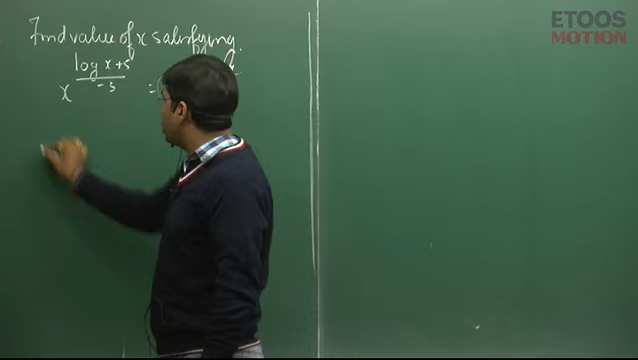 Find value of x satisfying.
x^(log x + 5 / -3) =
ETOOS
MOTION